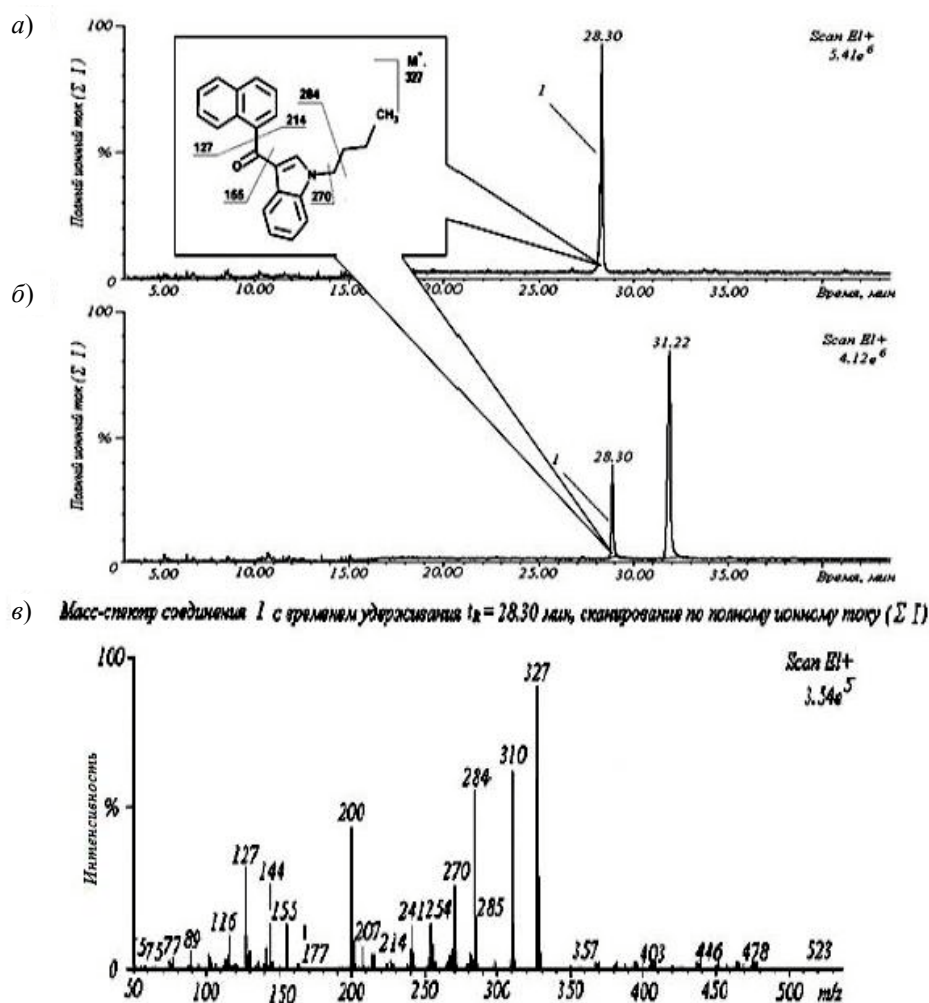 а)
100
Полный ионный ток (Σ I)
%
0
28.30
1
Scan EI+
5.41e6
M+.
327
284
CH3
214
127
O
N
155
270
5.00 10.00 15.00 20.00 25.00 30.00 35.00
Время, мин
б)
100
Полный ионный ток (Σ I)
%
0
31.22
1
28.30
Scan EI+
4.12e6
5.00 10.00 15.00 20.00 25.00 30.00 35.00
Время, мин
в) Масс-спектр соединения 1 с временем удерживания tR = 28.30 мин, сканирование по полному ионному току (Σ I)
100
Интенсивность
%
0
Scan EI+
3.54e5
327
310
284
200
270
127
144
285
155
116
241 254
207
214
177
89
77
75
357
403
446
478
523
50 100 150 200 250 300 350 400 450 500 m/z